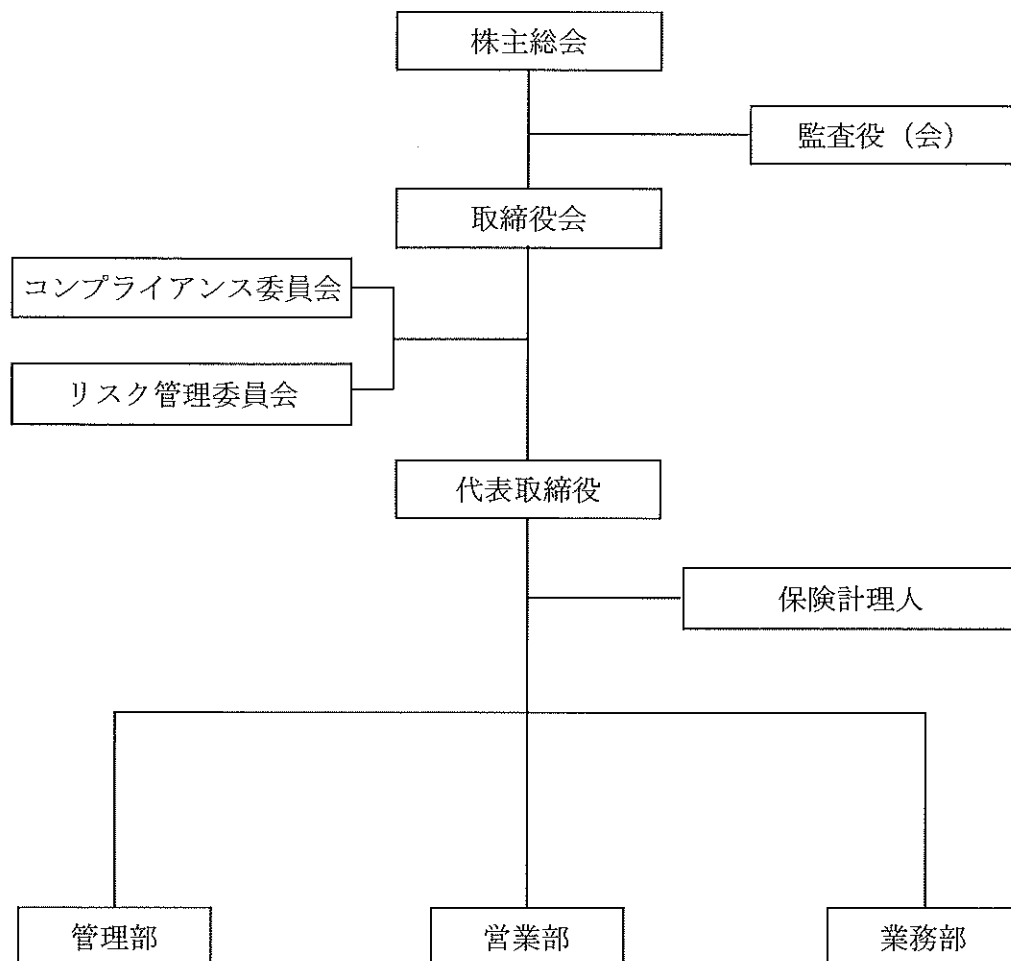 株主総会
監査役（会）
取締役会
コンプライアンス委員会
リスク管理委員会
代表取締役
保険計理人
管理部
営業部
業務部